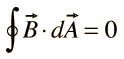 ∮ B⃗ · dA⃗ = 0